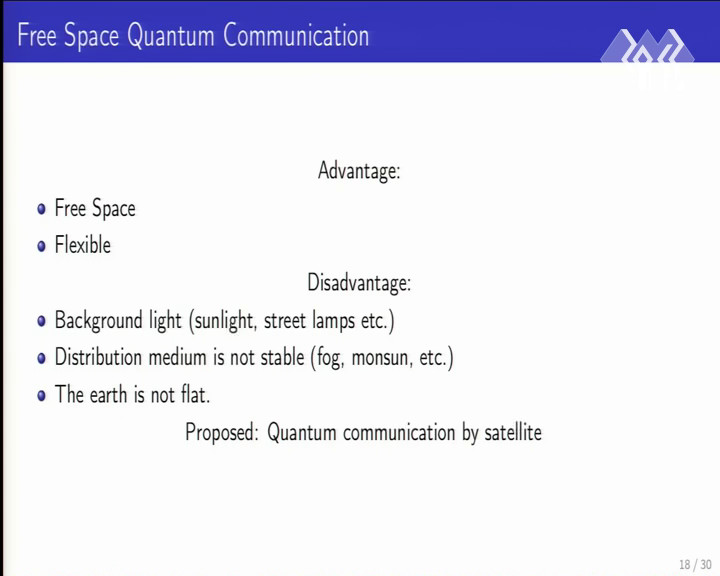 Free Space Quantum Communication
Advantage:
Free Space
Flexible
Disadvantage:
Background light (sunlight, street lamps etc.)
Distribution medium is not stable (fog, monsun, etc.)
The earth is not flat.
Proposed: Quantum communication by satellite
18 / 30